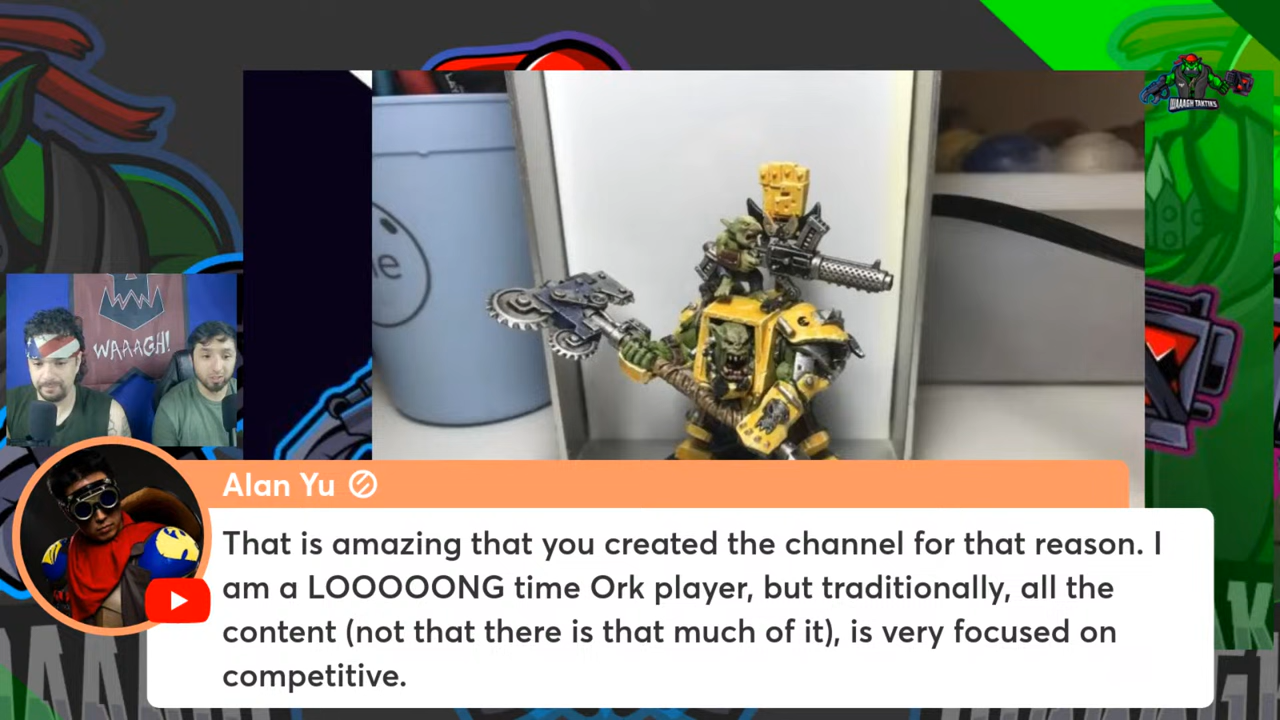 WAAAGH TAKTIKS
WAAAGH!
Alan Yu
That is amazing that you created the channel for that reason. I
am a LOOOOONG time Ork player, but traditionally, all the
content (not that there is that much of it), is very focused on
competitive.